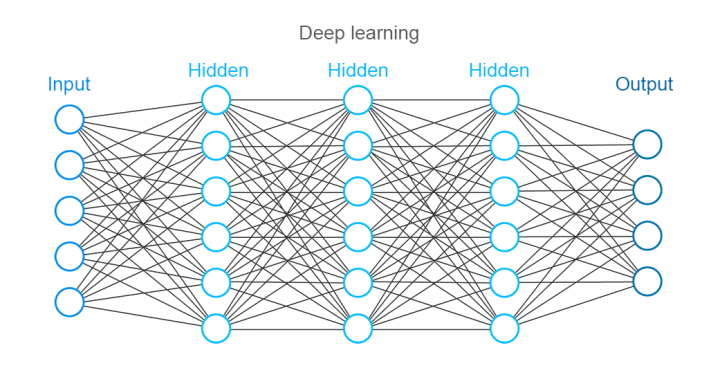 Deep learning
Input
Hidden
Hidden
Hidden
Output